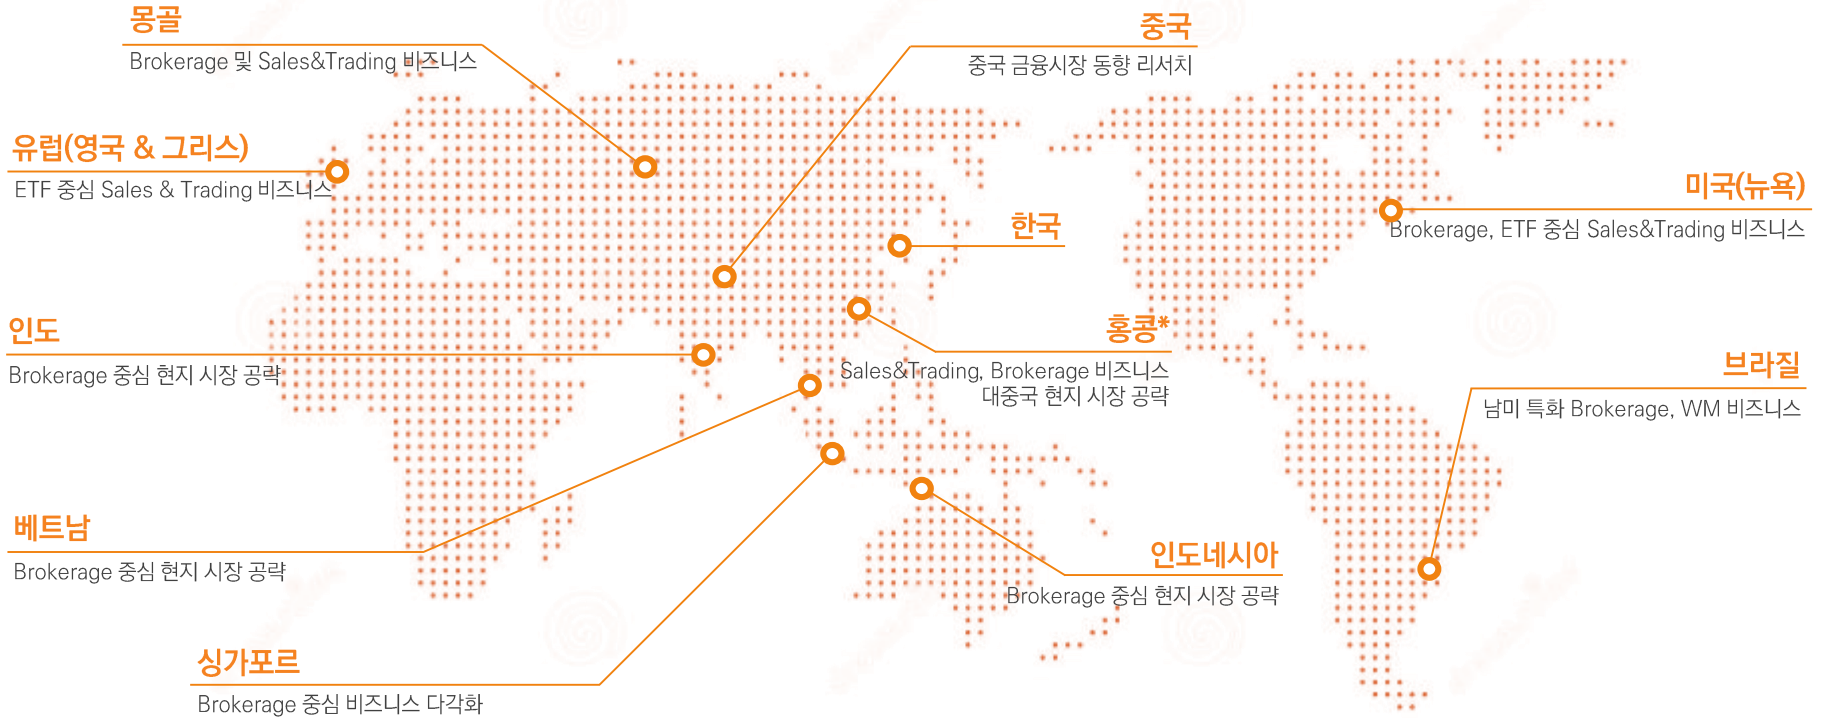 몽골
Brokerage 및 Sales&Trading 비즈니스
중국
중국 금융시장 동향 리서치
유럽(영국 & 그리스)
ETF 중심 Sales & Trading 비즈니스
미국(뉴욕)
Brokerage, ETF 중심 Sales&Trading 비즈니스
한국
인도
Brokerage 중심 현지 시장 공략
홍콩*
Sales&Trading, Brokerage 비즈니스
대중국 현지 시장 공략
브라질
남미 특화 Brokerage, WM 비즈니스
베트남
Brokerage 중심 현지 시장 공략
인도네시아
Brokerage 중심 현지 시장 공략
싱가포르
Brokerage 중심 비즈니스 다각화